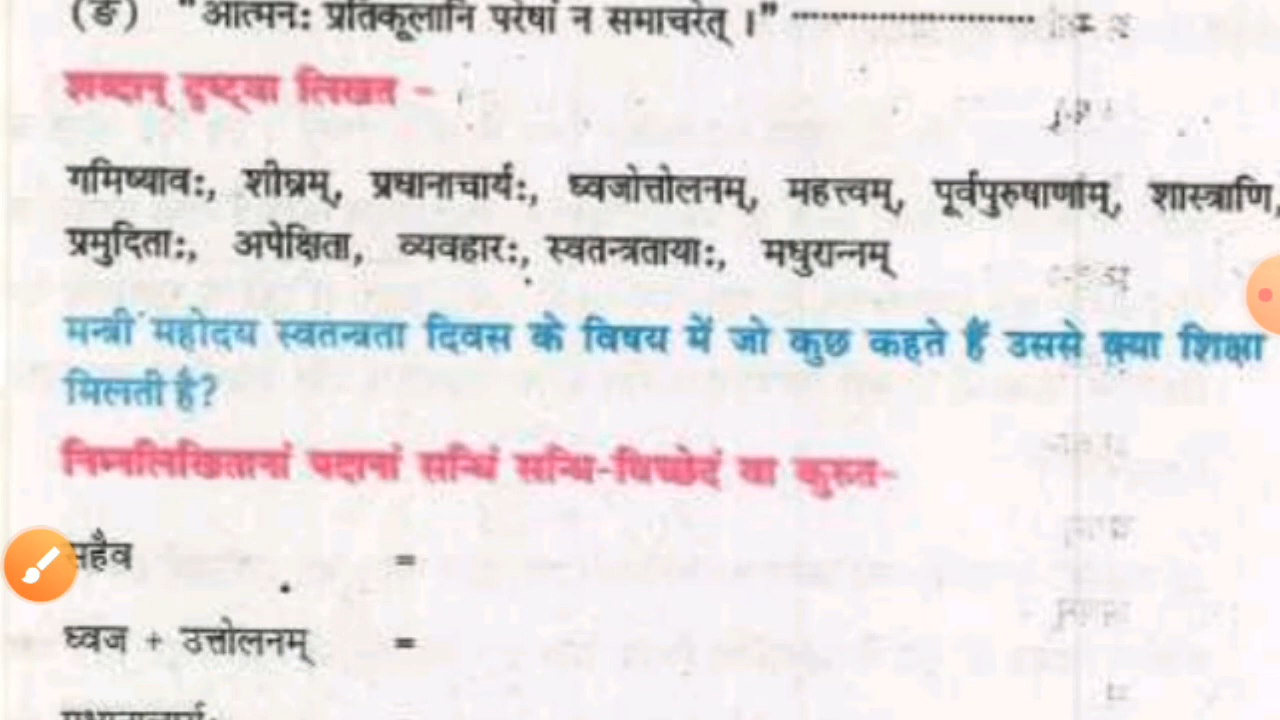 (ङ) "आत्मन: प्रतिकूलानि परेषां न समाचरेत् ।" ..............................
शब्दान् दृष्ट्वा लिखत -
गमिष्याव:, शीघ्रम्, प्रधानाचार्य:, ध्वजोत्तोलनम्, महत्त्वम्, पूर्वपुरुषाणाम्, शास्त्राणि,
प्रमुदिता:, अपेक्षिता, व्यवहार:, स्वतन्त्रताया:, मधुरान्नम्
मन्त्री महोदय स्वतन्त्रता दिवस के विषय में जो कुछ कहते हैं उससे क्या शिक्षा
मिलती है?
निम्नलिखितानां पदानां सन्धिं सन्धि-विच्छेदं वा कुरुत-
सहैव =
ध्वज + उत्तोलनम् =